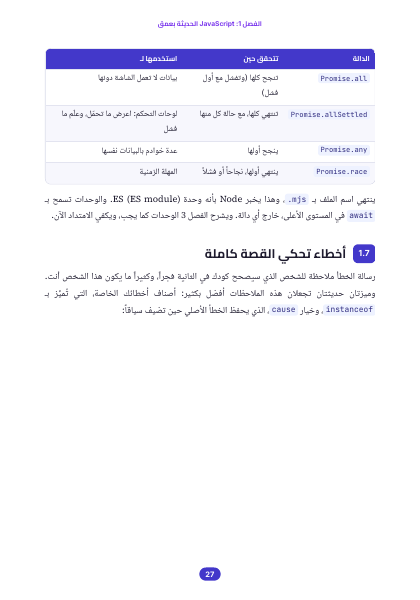 الفصل 1: JavaScript الحديثة بعمق
الدالة تتحقق حين استخدمها لـ
Promise.all تنجح كلها (وتفشل مع أول فشل) بيانات لا تعمل الشاشة دونها
Promise.allSettled تنتهي كلها، مع حالة كل منها لوحات التحكم: اعرض ما تحمّل، وعلّم ما فشل
Promise.any ينجح أولها عدة خوادم بالبيانات نفسها
Promise.race ينتهي أولها، نجاحاً أو فشلاً المهلة الزمنية
ينتهي اسم الملف بـ .mjs، وهذا يخبر Node بأنه وحدة ES (ES module). والوحدات تسمح بـ
await في المستوى الأعلى، خارج أي دالة. ويشرح الفصل 3 الوحدات كما يجب، ويكفي الامتداد الآن.
1.7 أخطاء تحكي القصة كاملة
رسالة الخطأ ملاحظة للشخص الذي سيصحح كودك في الثانية فجراً، وكثيراً ما يكون هذا الشخص أنت.
وميزتان حديثتان تجعلان هذه الملاحظات أفضل بكثير: أصناف أخطائك الخاصة، التي تُميَّز بـ
instanceof، وخيار cause، الذي يحفظ الخطأ الأصلي حين تضيف سياقاً:
27